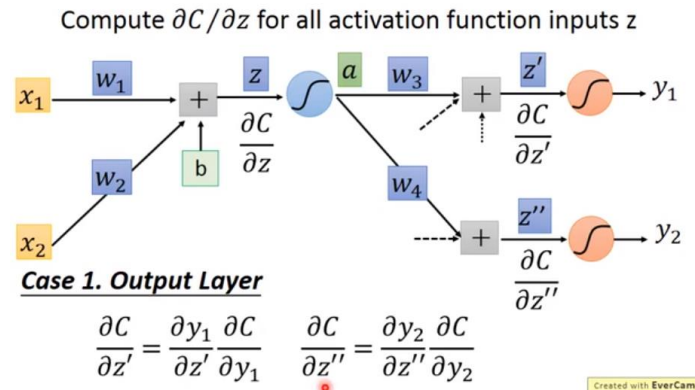 Compute ∂C/∂z for all activation function inputs z
x₁
w₁
+
z
a
w₃
+
z′
y₁
∂C/∂z
∂C/∂z′
b
w₂
w₄
x₂
+
z′′
y₂
∂C/∂z′′
Case 1. Output Layer
∂C/∂z′ = ∂y₁/∂z′ ∂C/∂y₁
∂C/∂z′′ = ∂y₂/∂z′′ ∂C/∂y₂
Created with EverCam